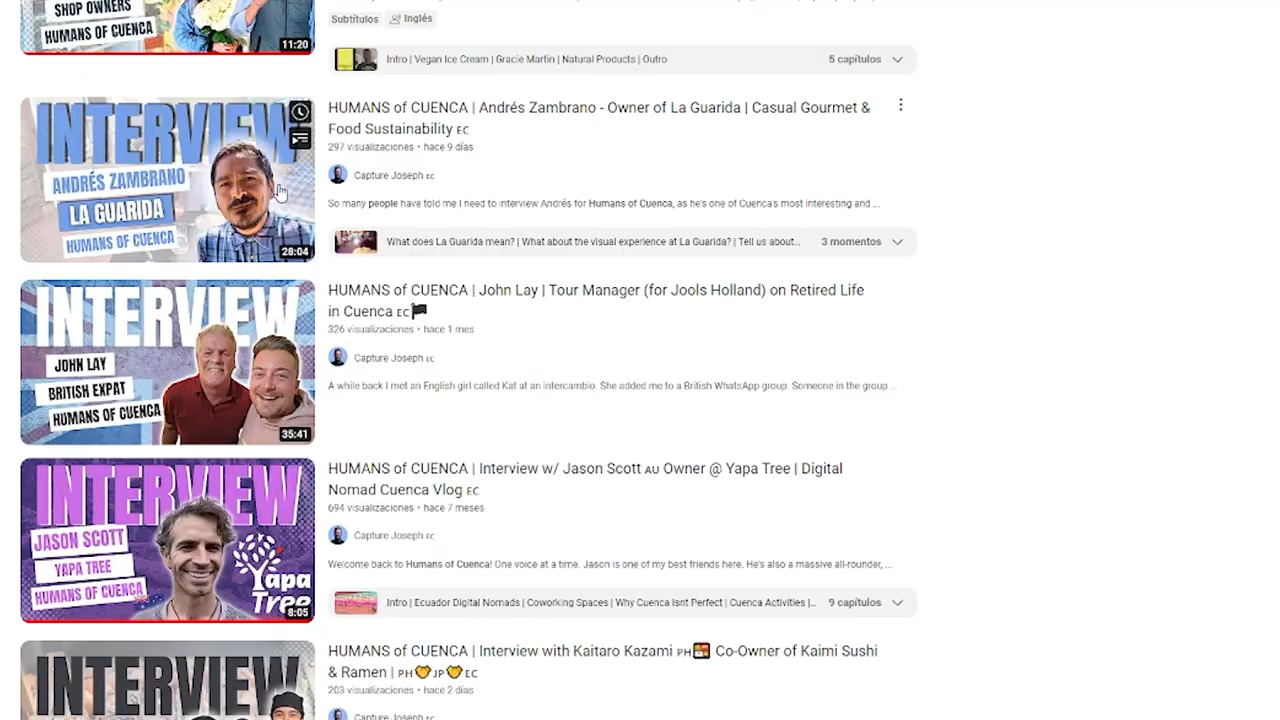 SHOP OWNERS
HUMANS OF CUENCA
11:20
Subtítulos
Inglés
Intro | Vegan Ice Cream | Gracie Martin | Natural Products | Outro
5 capítulos
INTERVIEW
ANDRÉS ZAMBRANO
LA GUARIDA
HUMANS OF CUENCA
28:04
HUMANS of CUENCA | Andrés Zambrano - Owner of La Guarida | Casual Gourmet &
Food Sustainability EC
297 visualizaciones • hace 9 días
Capture Joseph EC
So many people have told me I need to interview Andrés for Humans of Cuenca, as he's one of Cuenca's most interesting and ...
What does La Guarida mean? | What about the visual experience at La Guarida? | Tell us about...
3 momentos
INTERVIEW
JOHN LAY
BRITISH EXPAT
HUMANS OF CUENCA
35:41
HUMANS of CUENCA | John Lay | Tour Manager (for Jools Holland) on Retired Life
in Cuenca EC🏴
326 visualizaciones • hace 1 mes
Capture Joseph EC
A while back I met an English girl called Kat at an intercambio. She added me to a British WhatsApp group. Someone in the group ...
INTERVIEW
JASON SCOTT
YAPA TREE
HUMANS OF CUENCA
Yapa
Tree
8:05
HUMANS of CUENCA | Interview w/ Jason Scott AU Owner @ Yapa Tree | Digital
Nomad Cuenca Vlog EC
694 visualizaciones • hace 7 meses
Capture Joseph EC
Welcome back to Humans of Cuenca! One voice at a time. Jason is one of my best friends here. He's also a massive all-rounder, ...
Intro | Ecuador Digital Nomads | Coworking Spaces | Why Cuenca Isnt Perfect | Cuenca Activities |...
9 capítulos
INTERVIEW
HUMANS of CUENCA | Interview with Kaitaro Kazami PH🍱 Co-Owner of Kaimi Sushi
& Ramen | PH🤝JP🤝EC
203 visualizaciones • hace 2 días
Capture Joseph EC